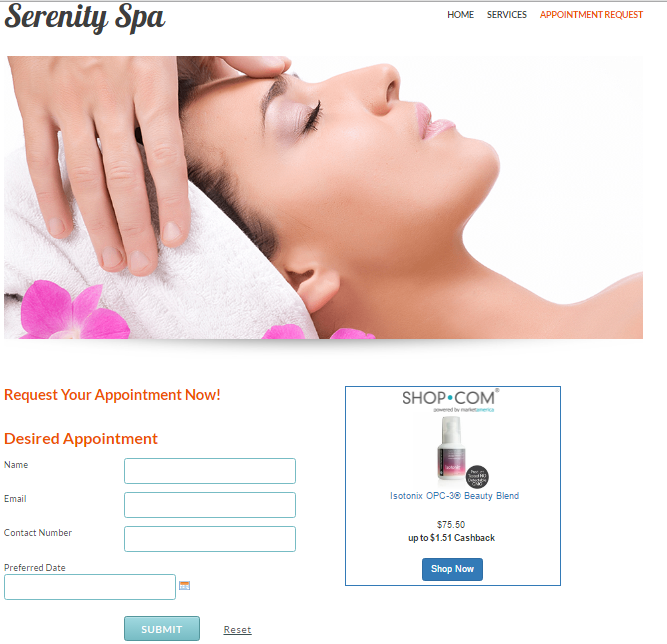 Serenity Spa
HOME SERVICES APPOINTMENT REQUEST
Request Your Appointment Now!
Desired Appointment
Name
Email
Contact Number
Preferred Date
SUBMIT Reset
SHOP•COM®
powered by marketamerica
Isotonix
Isotonix OPC-3® Beauty Blend
$75.50
up to $1.51 Cashback
Shop Now